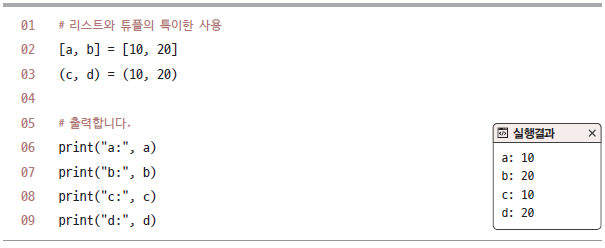 01 # 리스트와 튜플의 특이한 사용
02 [a, b] = [10, 20]
03 (c, d) = (10, 20)
04
05 # 출력합니다.
06 print("a:", a)
07 print("b:", b)
08 print("c:", c)
09 print("d:", d)
실행결과
a: 10
b: 20
c: 10
d: 20